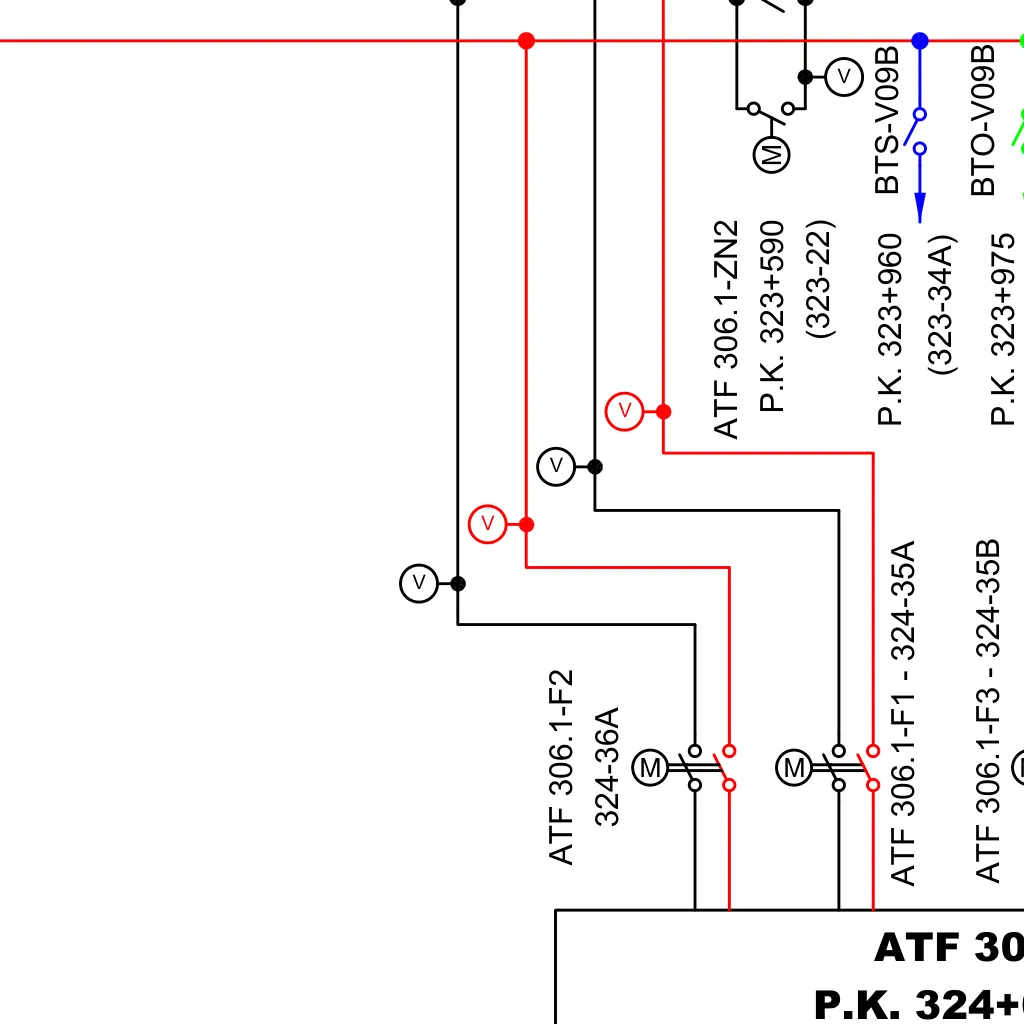 V
BTS-V09B
BTO-V09B
M
ATF 306.1-ZN2
P.K. 323+590
(323-22)
P.K. 323+960
(323-34A)
P.K. 323+975
V
V
V
V
ATF 306.1-F2
324-36A
M
M
ATF 306.1-F1 - 324-35A
ATF 306.1-F3 - 324-35B
ATF 30
P.K. 324+